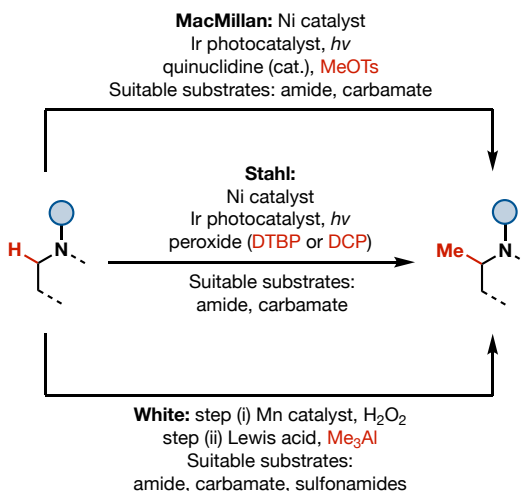 MacMillan: Ni catalyst
Ir photocatalyst, hν
quinuclidine (cat.), MeOTs
Suitable substrates: amide, carbamate
Stahl:
Ni catalyst
Ir photocatalyst, hν
peroxide (DTBP or DCP)
H
N
Me
N
Suitable substrates:
amide, carbamate
White: step (i) Mn catalyst, H₂O₂
step (ii) Lewis acid, Me₃Al
Suitable substrates:
amide, carbamate, sulfonamides